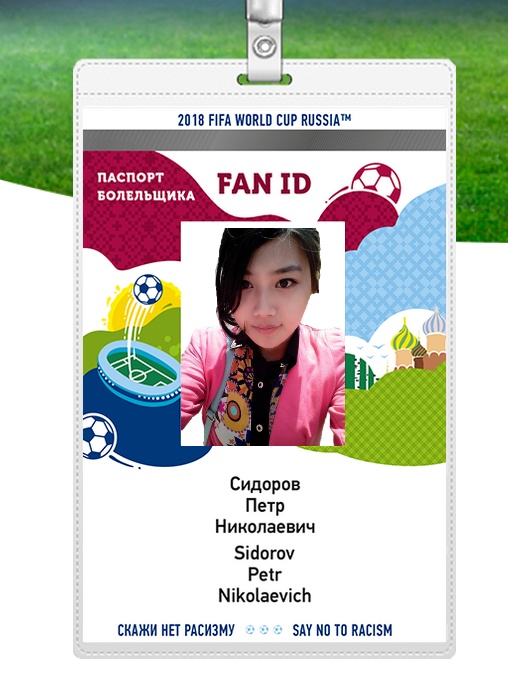 2018 FIFA WORLD CUP RUSSIA™
ПАСПОРТ
БОЛЕЛЬЩИКА
FAN ID
Сидоров
Петр
Николаевич
Sidorov
Petr
Nikolaevich
СКАЖИ НЕТ РАСИЗМУ SAY NO TO RACISM